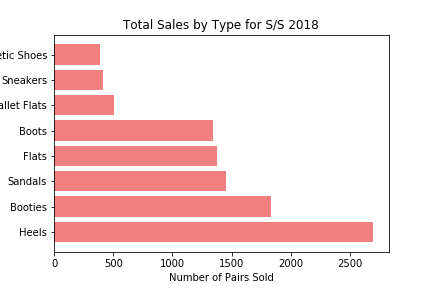 Total Sales by Type for S/S 2018
etic Shoes
Sneakers
allet Flats
Boots
Flats
Sandals
Booties
Heels
0 500 1000 1500 2000 2500
Number of Pairs Sold